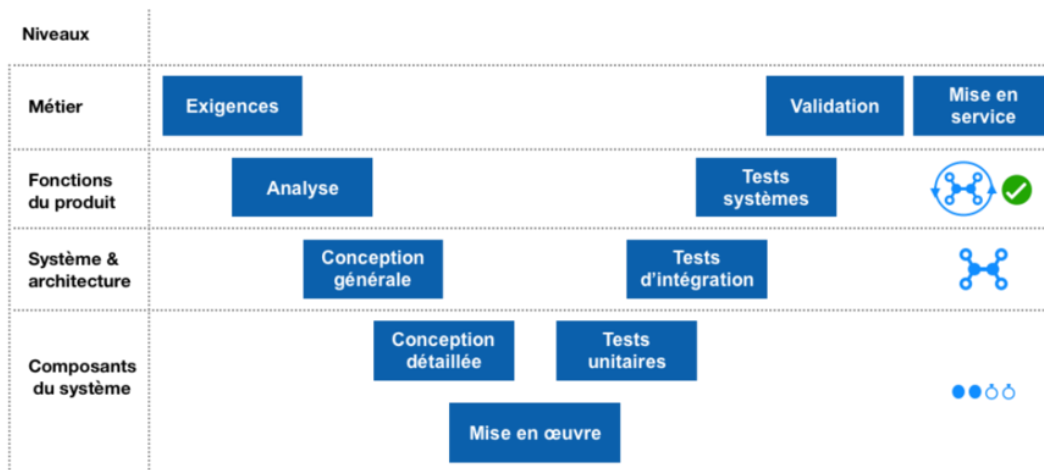 Niveaux
Métier
Exigences
Validation
Mise en
service
Fonctions
du produit
Analyse
Tests
systèmes
Système &
architecture
Conception
générale
Tests
d'intégration
Composants
du système
Conception
détaillée
Tests
unitaires
Mise en œuvre